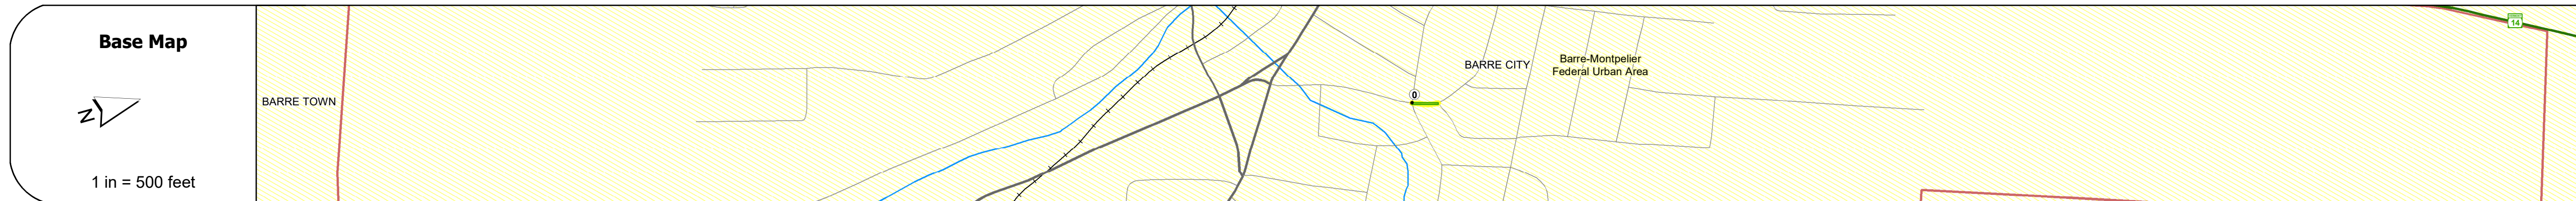 Base Map
N
1 in = 500 feet
BARRE TOWN
0
BARRE CITY
Barre-Montpelier
Federal Urban Area
14